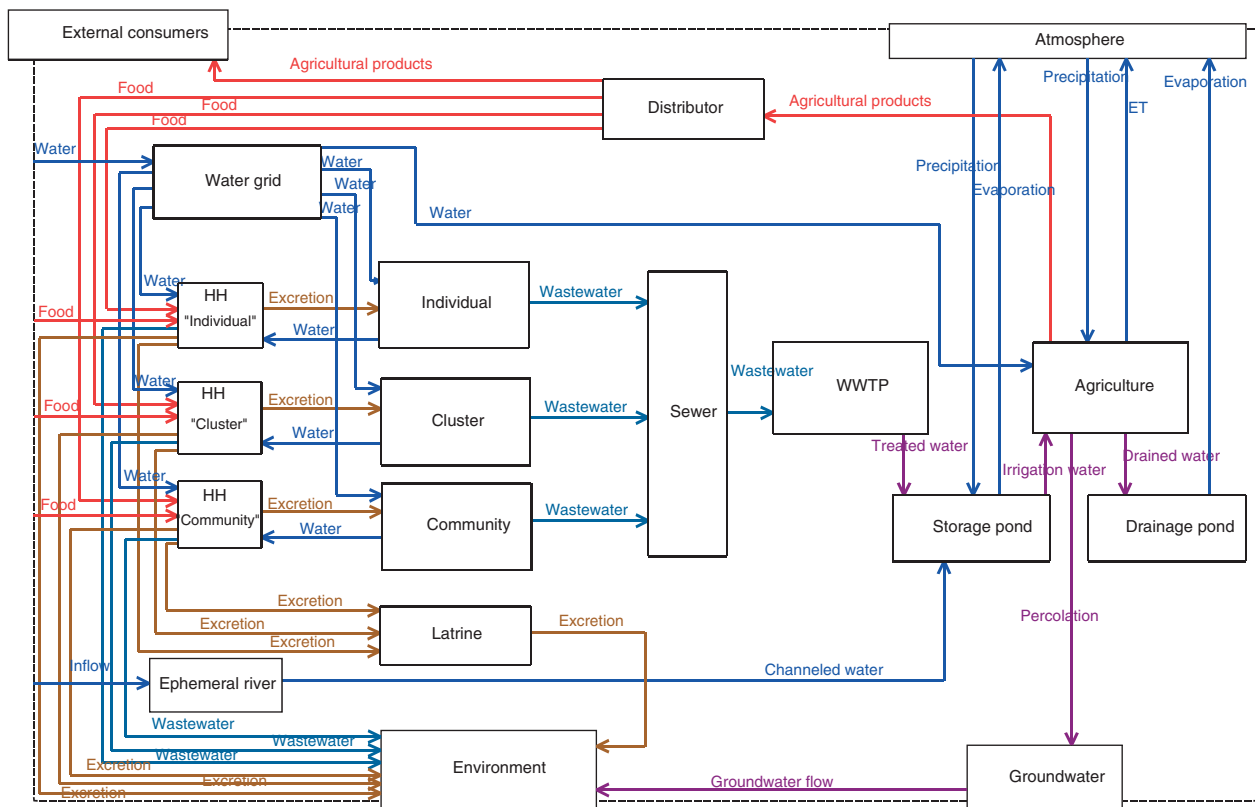 External consumers
Atmosphere
Agricultural products
Precipitation
Evaporation
Food
Food
Distributor
Agricultural products
ET
Food
Water
Water
Water grid
Water
Water
Precipitation
Evaporation
Water
Water
HH
"Individual"
Excretion
Individual
Wastewater
Food
Water
Sewer
WWTP
Agriculture
Wastewater
Water
HH
"Cluster"
Excretion
Cluster
Wastewater
Food
Water
Treated water
Irrigation water
Drained water
Water
HH
"Community"
Excretion
Community
Wastewater
Food
Water
Storage pond
Drainage pond
Excretion
Excretion
Excretion
Latrine
Excretion
Percolation
Inflow
Ephemeral river
Channeled water
Wastewater
Wastewater
Wastewater
Excretion
Excretion
Excretion
Environment
Groundwater flow
Groundwater